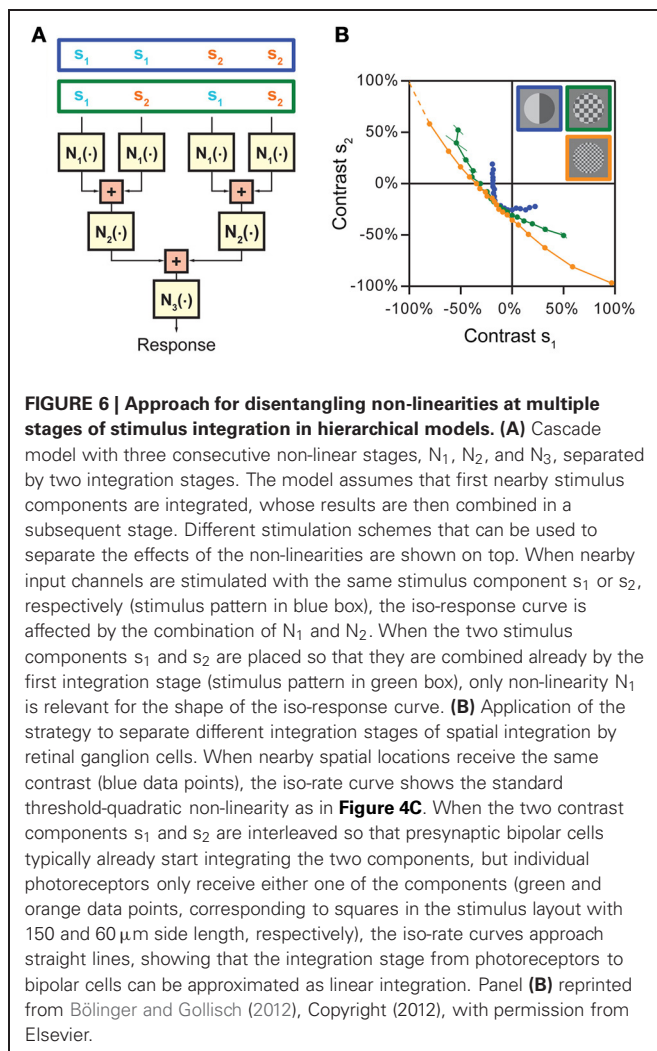 A
B
s₁ s₁ s₂ s₂
s₁ s₂ s₁ s₂
N₁(·) N₁(·) N₁(·) N₁(·)
+ +
N₂(·) N₂(·)
+
N₃(·)
Response
100%
50%
0%
-50%
-100%
Contrast s₂
-100% -50% 0% 50% 100%
Contrast s₁
FIGURE 6 | Approach for disentangling non-linearities at multiple
stages of stimulus integration in hierarchical models. (A) Cascade
model with three consecutive non-linear stages, N₁, N₂, and N₃, separated
by two integration stages. The model assumes that first nearby stimulus
components are integrated, whose results are then combined in a
subsequent stage. Different stimulation schemes that can be used to
separate the effects of the non-linearities are shown on top. When nearby
input channels are stimulated with the same stimulus component s₁ or s₂,
respectively (stimulus pattern in blue box), the iso-response curve is
affected by the combination of N₁ and N₂. When the two stimulus
components s₁ and s₂ are placed so that they are combined already by the
first integration stage (stimulus pattern in green box), only non-linearity N₁
is relevant for the shape of the iso-response curve. (B) Application of the
strategy to separate different integration stages of spatial integration by
retinal ganglion cells. When nearby spatial locations receive the same
contrast (blue data points), the iso-rate curve shows the standard
threshold-quadratic non-linearity as in Figure 4C. When the two contrast
components s₁ and s₂ are interleaved so that presynaptic bipolar cells
typically already start integrating the two components, but individual
photoreceptors only receive either one of the components (green and
orange data points, corresponding to squares in the stimulus layout with
150 and 60 μm side length, respectively), the iso-rate curves approach
straight lines, showing that the integration stage from photoreceptors to
bipolar cells can be approximated as linear integration. Panel (B) reprinted
from Bölinger and Gollisch (2012), Copyright (2012), with permission from
Elsevier.